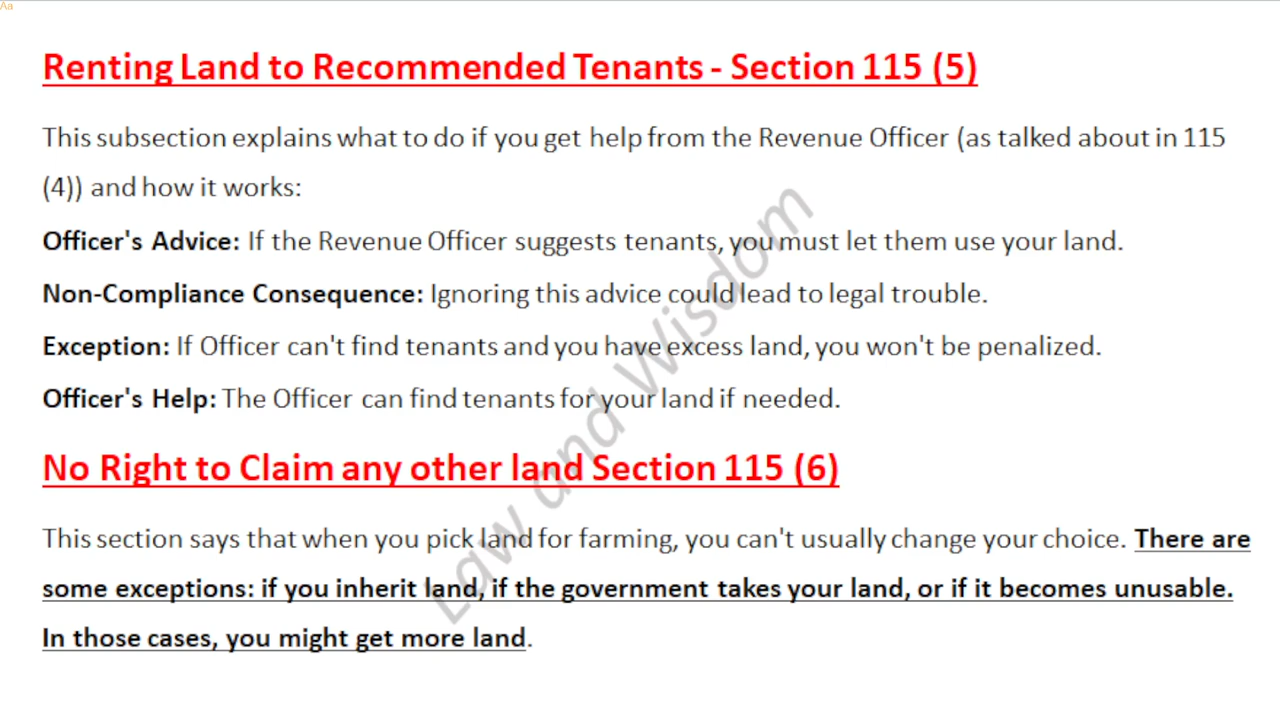 Aa
Renting Land to Recommended Tenants - Section 115 (5)
This subsection explains what to do if you get help from the Revenue Officer (as talked about in 115
(4)) and how it works:
Officer's Advice: If the Revenue Officer suggests tenants, you must let them use your land.
Non-Compliance Consequence: Ignoring this advice could lead to legal trouble.
Exception: If Officer can't find tenants and you have excess land, you won't be penalized.
Officer's Help: The Officer can find tenants for your land if needed.
No Right to Claim any other land Section 115 (6)
This section says that when you pick land for farming, you can't usually change your choice. There are
some exceptions: if you inherit land, if the government takes your land, or if it becomes unusable.
In those cases, you might get more land.
Law and Wisdom